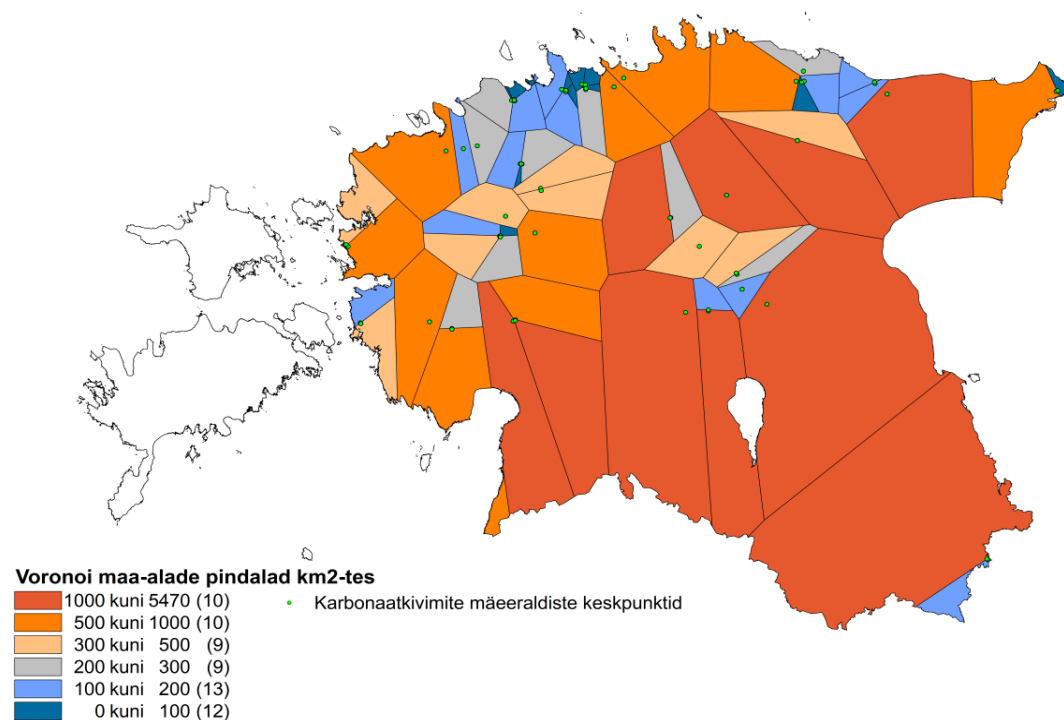 Voronoi maa-alade pindalad km2-tes
1000 kuni 5470 (10)
500 kuni 1000 (10)
300 kuni 500 (9)
200 kuni 300 (9)
100 kuni 200 (13)
0 kuni 100 (12)
Karbonaatkivimite mäeeraldiste keskpunktid